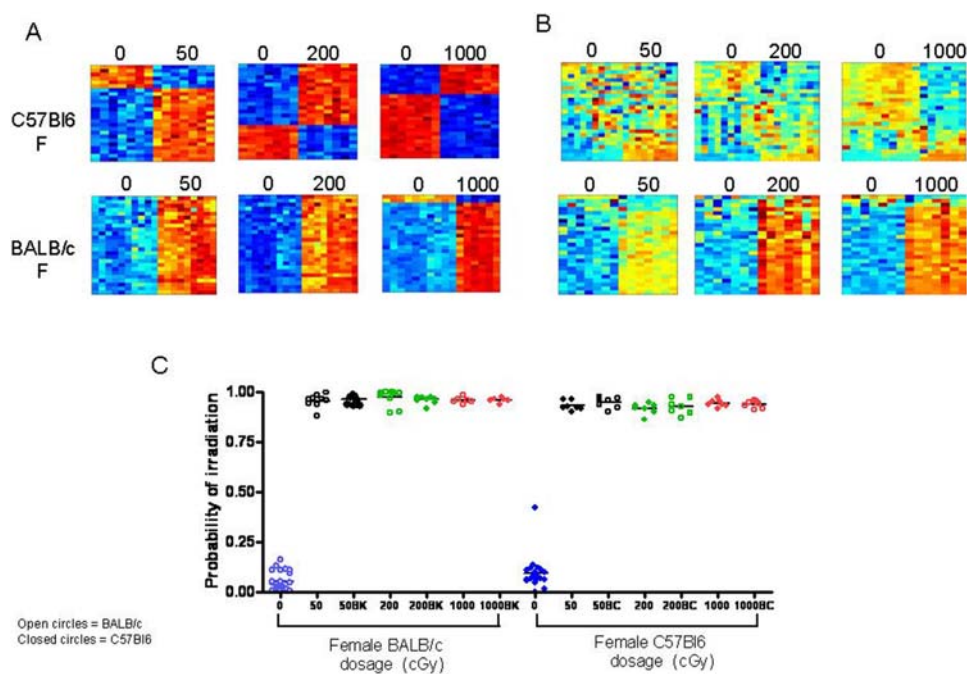 A
0 50
0 200
0 1000
C57Bl6
F
0 50
0 200
0 1000
BALB/c
F
B
0 50
0 200
0 1000
0 50
0 200
0 1000
C
Probability of irradiation
1.00
0.75
0.50
0.25
0.00
0 50 50BK 200 200BK 1000 1000BK 0 50 50BC 200 200BC 1000 1000BC
Open circles = BALB/c
Closed circles = C57Bl6
Female BALB/c
dosage (cGy)
Female C57Bl6
dosage (cGy)